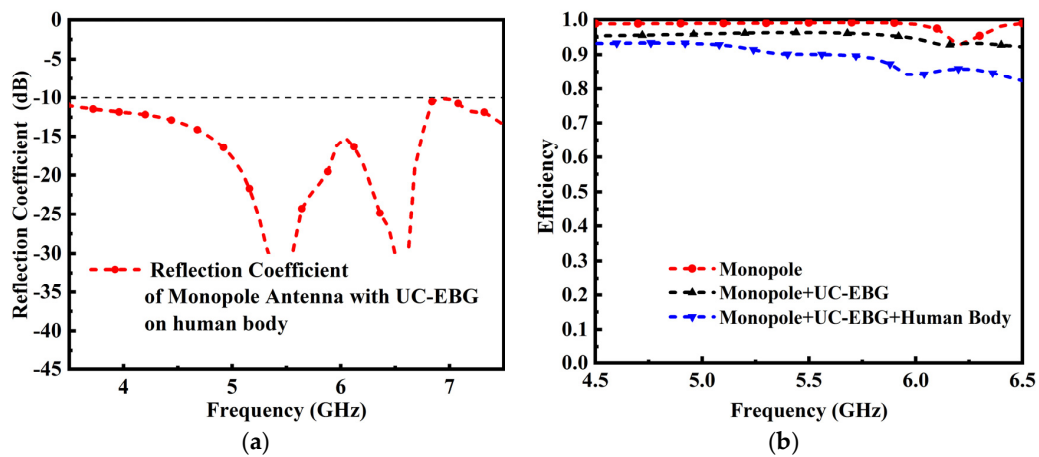 0
-5
-10
-15
-20
-25
-30
-35
-40
-45
Reflection Coefficient (dB)
Reflection Coefficient
of Monopole Antenna with UC-EBG
on human body
4 5 6 7
Frequency (GHz)
(a)
1.0
0.9
0.8
0.7
0.6
0.5
0.4
0.3
0.2
0.1
0.0
Efficiency
Monopole
Monopole+UC-EBG
Monopole+UC-EBG+Human Body
4.5 5.0 5.5 6.0 6.5
Frequency (GHz)
(b)